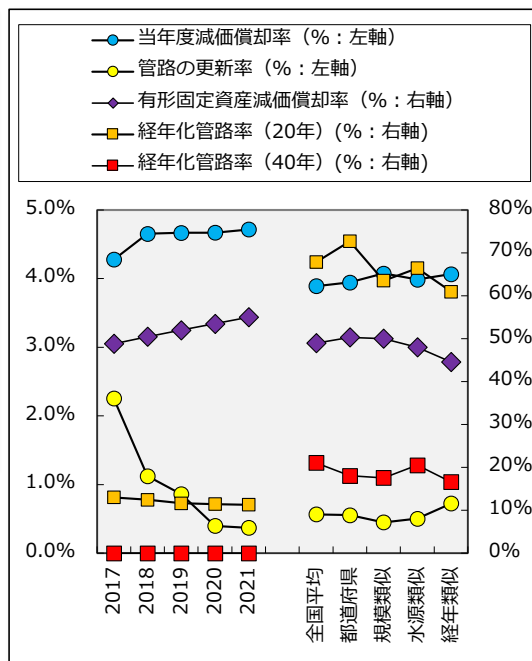 当年度減価償却率（%：左軸）
管路の更新率（%：左軸）
有形固定資産減価償却率（%：右軸）
経年化管路率（20年）(%：右軸)
経年化管路率（40年）(%：右軸)
5.0%
4.0%
3.0%
2.0%
1.0%
0.0%
80%
70%
60%
50%
40%
30%
20%
10%
0%
2017
2018
2019
2020
2021
全国平均
都道府県
規模類似
水源類似
経年類似